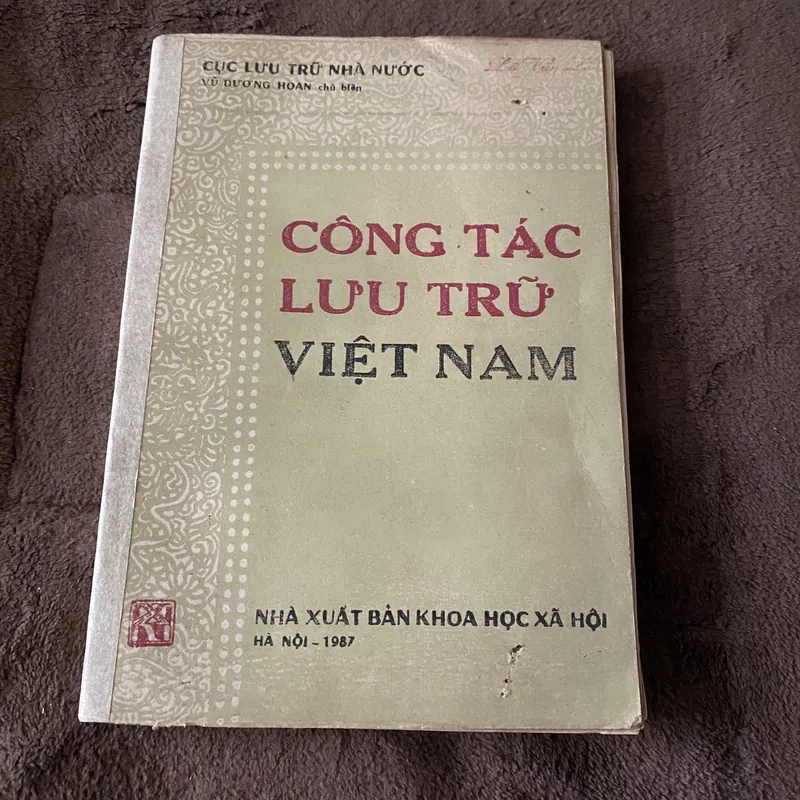 CỤC LƯU TRỮ NHÀ NƯỚC
VŨ DƯƠNG HOAN chủ biên
CÔNG TÁC
LƯU TRỮ
VIỆT NAM
NHÀ XUẤT BẢN KHOA HỌC XÃ HỘI
HÀ NỘI - 1987